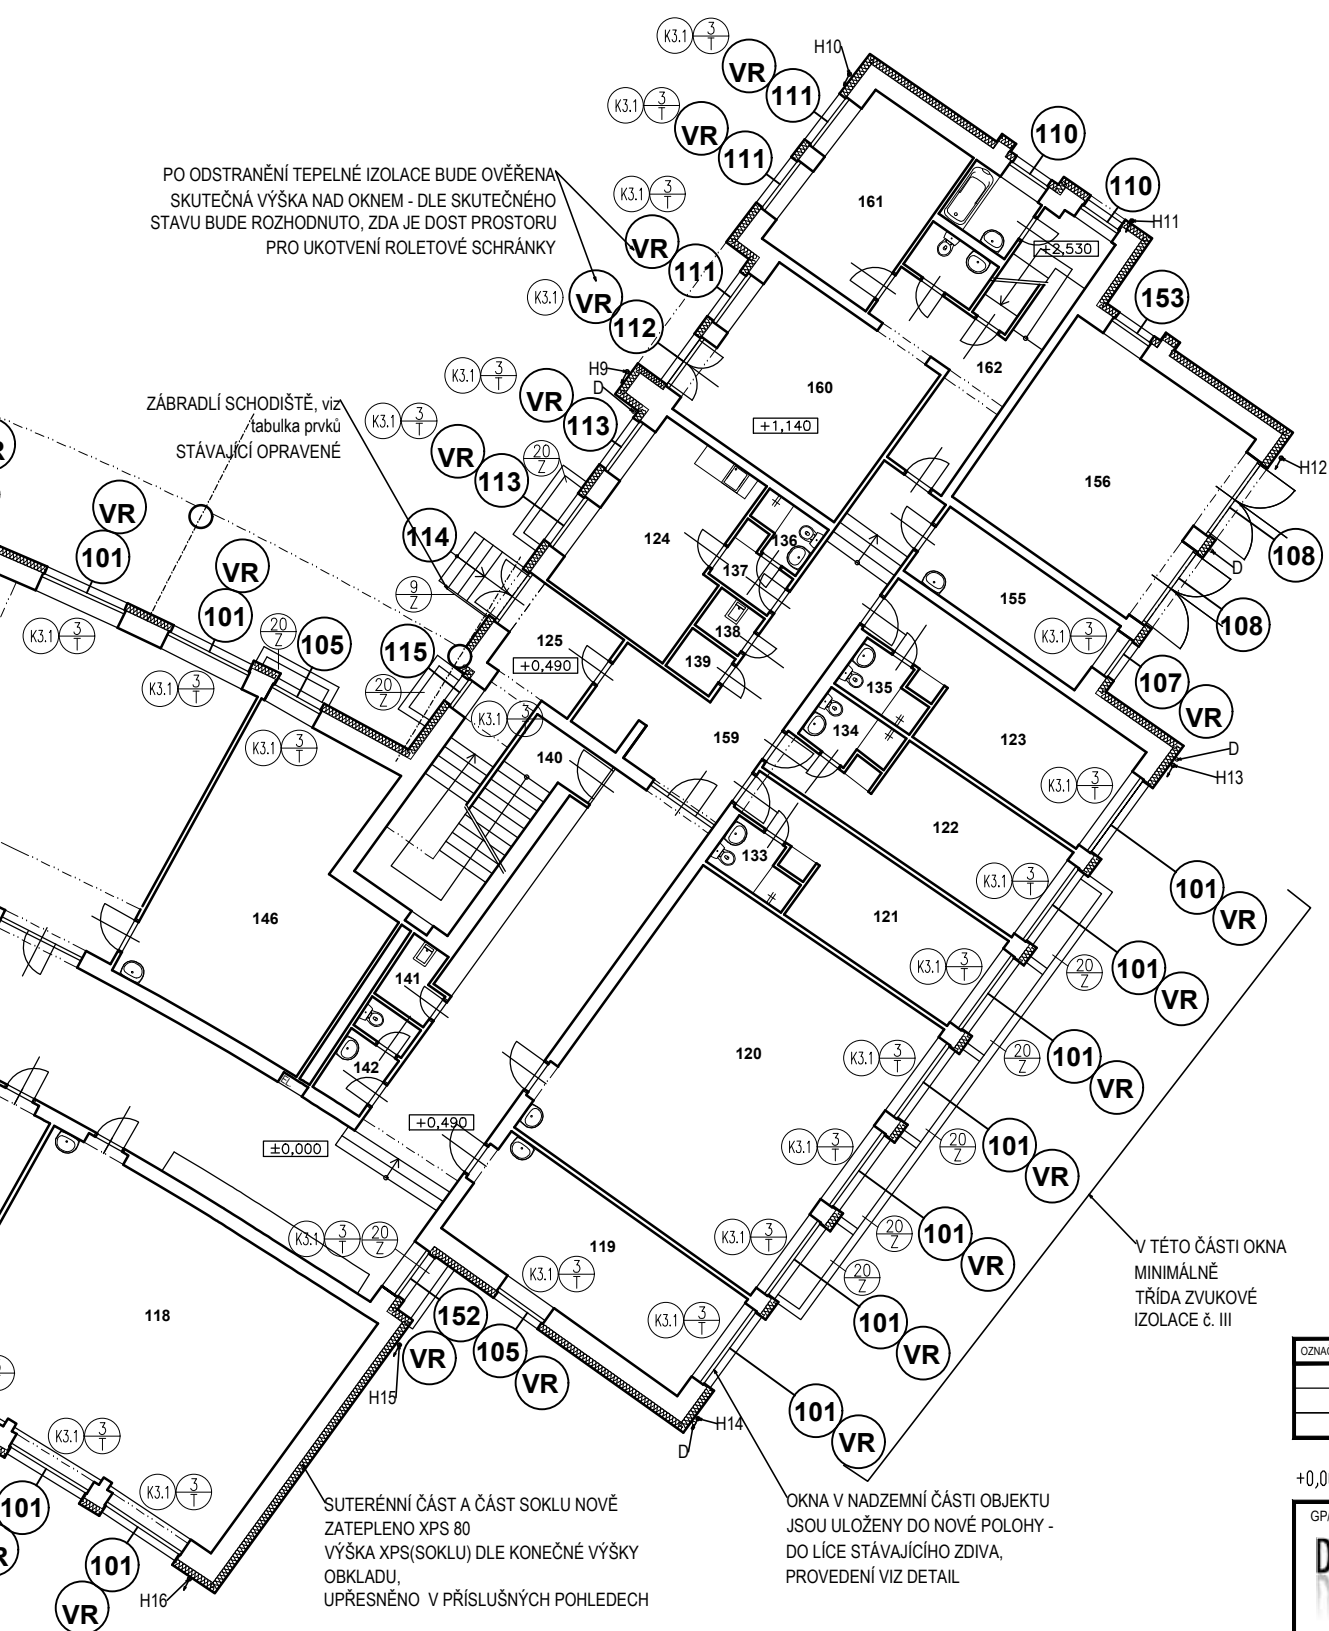 K3.1 3 T
H10
VR
111
K3.1 3 T
VR
111
110
PO ODSTRANĚNÍ TEPELNÉ IZOLACE BUDE OVĚŘENA
SKUTEČNÁ VÝŠKA NAD OKNEM - DLE SKUTEČNÉHO
STAVU BUDE ROZHODNUTO, ZDA JE DOST PROSTORU
PRO UKOTVENÍ ROLETOVÉ SCHRÁNKY
K3.1 3 T
161
110
H11
VR
111
+2,530
K3.1
VR
112
153
H9
D
162
160
K3.1 3 T
VR
113
+1,140
ZÁBRADLÍ SCHODIŠTĚ, viz
tabulka prvků
STÁVAJÍCÍ OPRAVENÉ
K3.1 3 T
VR
113
20 Z
H12
156
VR
101
114
124
136
137
108
D
VR
101
9 Z
155
K3.1 3 T
108
K3.1 3 T
20 Z
105
115
125
+0,490
138
139
135
107
VR
K3.1 3 T
20 Z
K3.1 3 T
134
159
123
D
H13
K3.1 3 T
140
K3.1 3 T
122
133
K3.1 3 T
101
VR
146
121
K3.1 3 T
20 Z
101
VR
141
142
120
K3.1 3 T
20 Z
101
VR
+0,490
±0,000
K3.1 3 T
20 Z
101
VR
K3.1 3 T 20 Z
119
K3.1 3 T
K3.1 3 T
20 Z
101
VR
V TÉTO ČÁSTI OKNA
MINIMÁLNĚ
TŘÍDA ZVUKOVÉ
IZOLACE č. III
118
152
VR
105
VR
K3.1 3 T
20 Z
101
VR
H15
H14
D
101
VR
K3.1 3 T
K3.1 3 T
101
101
VR
H16
SUTERÉNNÍ ČÁST A ČÁST SOKLU NOVĚ
ZATEPLENO XPS 80
VÝŠKA XPS(SOKLU) DLE KONEČNÉ VÝŠKY
OBKLADU,
UPŘESNĚNO V PŘÍSLUŠNÝCH POHLEDECH
OKNA V NADZEMNÍ ČÁSTI OBJEKTU
JSOU ULOŽENY DO NOVÉ POLOHY -
DO LÍCE STÁVAJÍCÍHO ZDIVA,
PROVEDENÍ VIZ DETAIL